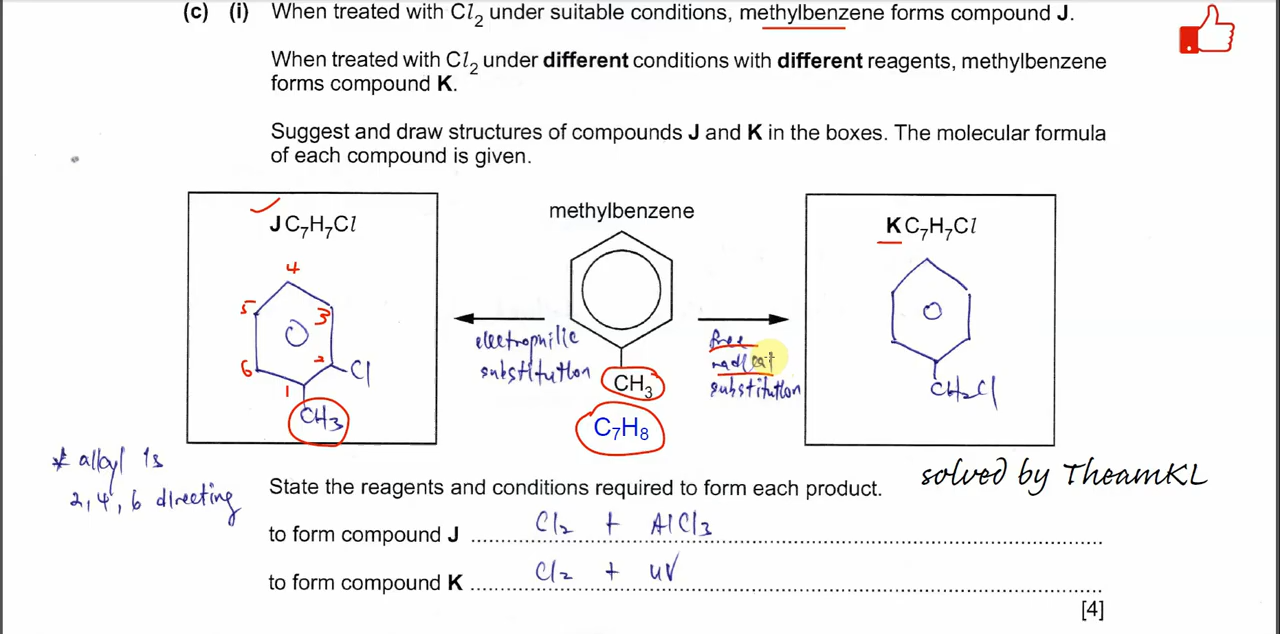 (c) (i) When treated with Cl₂ under suitable conditions, methylbenzene forms compound J.
When treated with Cl₂ under different conditions with different reagents, methylbenzene
forms compound K.
Suggest and draw structures of compounds J and K in the boxes. The molecular formula
of each compound is given.
J C₇H₇Cl
4
5
3
6
2
1
Cl
CH₃
methylbenzene
electrophilic
substitution
CH₃
C₇H₈
free
radical
substitution
K C₇H₇Cl
CH₂Cl
* alkyl is
2, 4, 6 directing
solved by TheamKL
State the reagents and conditions required to form each product.
to form compound J Cl₂ + AlCl₃
to form compound K Cl₂ + UV
[4]